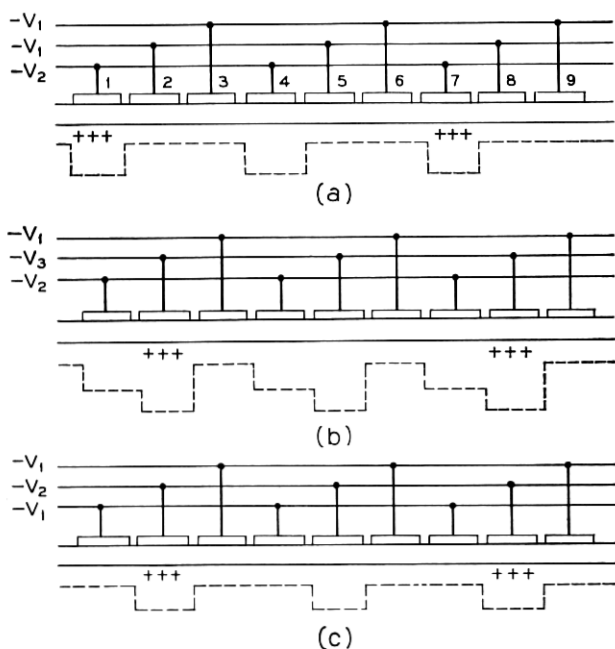 -V₁
-V₁
-V₂
1 2 3 4 5 6 7 8 9
+++ +++
(a)
-V₁
-V₃
-V₂
+++ +++
(b)
-V₁
-V₂
-V₁
+++ +++
(c)